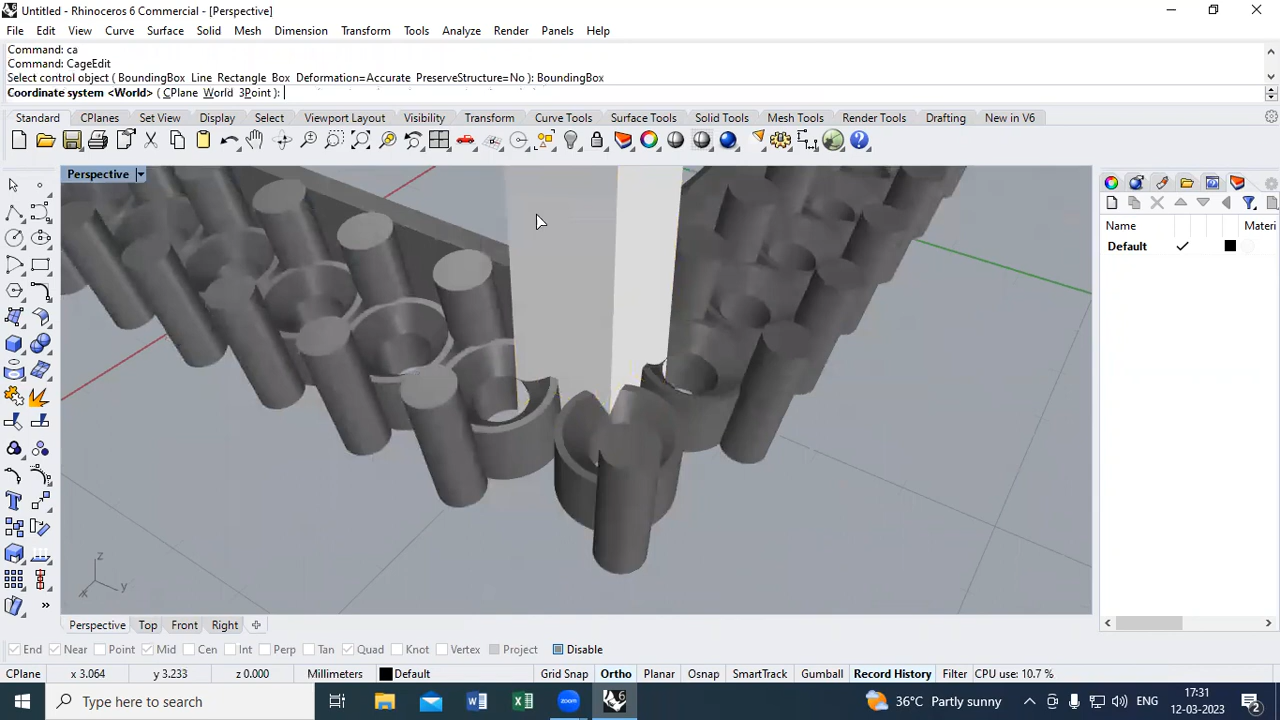 Untitled - Rhinoceros 6 Commercial - [Perspective]
File Edit View Curve Surface Solid Mesh Dimension Transform Tools Analyze Render Panels Help
Command: ca
Command: CageEdit
Select control object ( BoundingBox Line Rectangle Box Deformation=Accurate PreserveStructure=No ): BoundingBox
Coordinate system <World> ( CPlane World 3Point ):
Standard CPlanes Set View Display Select Viewport Layout Visibility Transform Curve Tools Surface Tools Solid Tools Mesh Tools Render Tools Drafting New in V6
Perspective
Name Materi
Default
z
y
x
Perspective Top Front Right
End Near Point Mid Cen Int Perp Tan Quad Knot Vertex Project Disable
CPlane x 3.064 y 3.233 z 0.000 Millimeters Default Grid Snap Ortho Planar Osnap SmartTrack Gumball Record History Filter CPU use: 10.7 %
Type here to search
zoom
6
36°C Partly sunny
ENG
17:31
12-03-2023
2